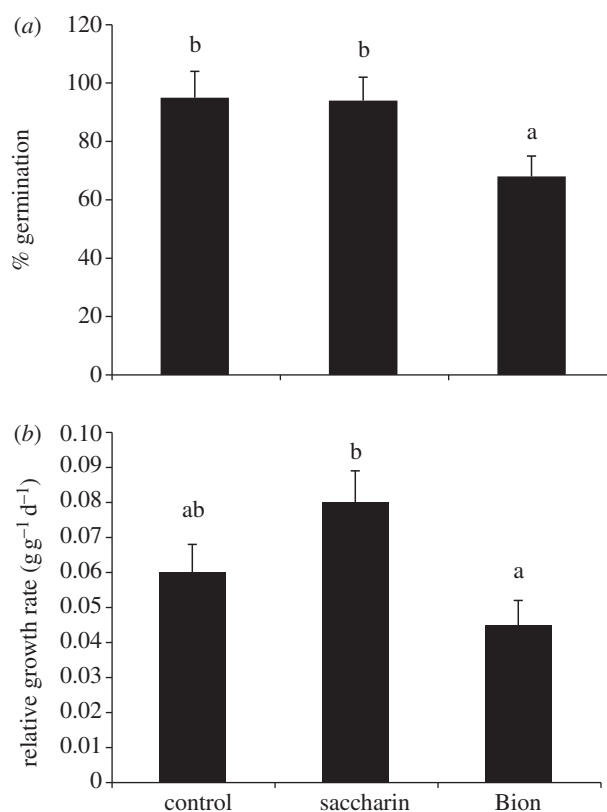 (a)
120
100
80
60
40
20
0
% germination
b
b
a
(b)
0.10
0.09
0.08
0.07
0.06
0.05
0.04
0.03
0.02
0.01
0
relative growth rate (g g⁻¹ d⁻¹)
ab
b
a
control saccharin Bion